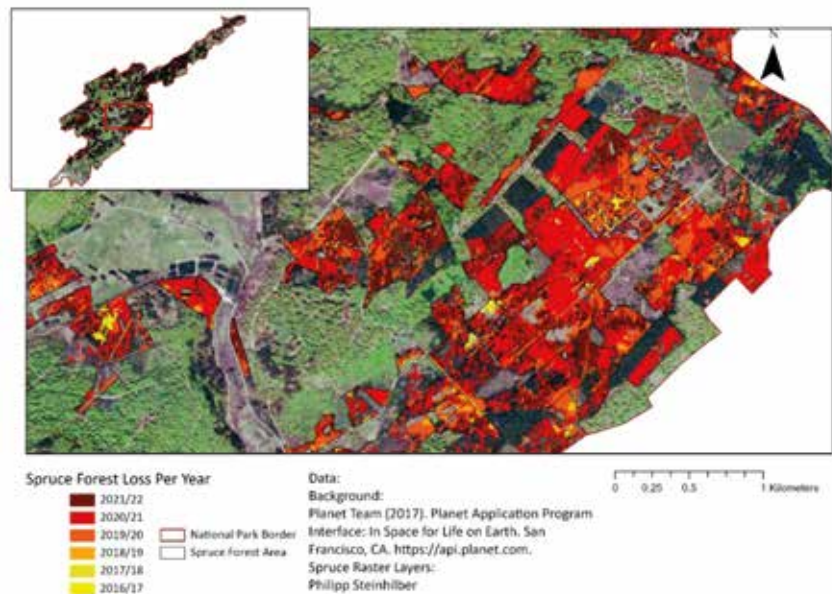 N
Spruce Forest Loss Per Year
2021/22
2020/21
2019/20
2018/19
2017/18
2016/17
National Park Border
Spruce Forest Area
Data:
Background:
Planet Team (2017). Planet Application Program
Interface: In Space for Life on Earth. San
Francisco, CA. https://api.planet.com.
Spruce Raster Layers:
Philipp Steinhilber
0 0.25 0.5 1 Kilometers